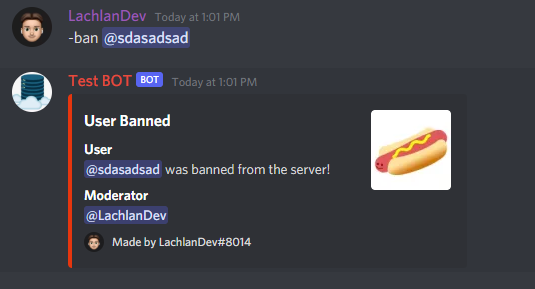 LachlanDev Today at 1:01 PM
-ban @sdasadsad
Test BOT BOT Today at 1:01 PM
User Banned
User
@sdasadsad was banned from the server!
Moderator
@LachlanDev
Made by LachlanDev#8014